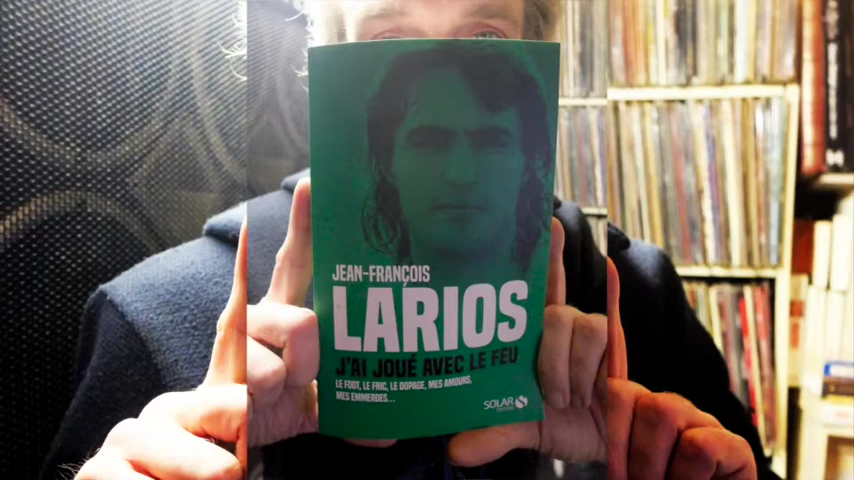 JEAN-FRANÇOIS
LARIOS
J'AI JOUÉ AVEC LE FEU
LE FOOT, LE FRIC, LE DOPAGE, MES AMOURS,
MES EMMERDES...
SOLAR